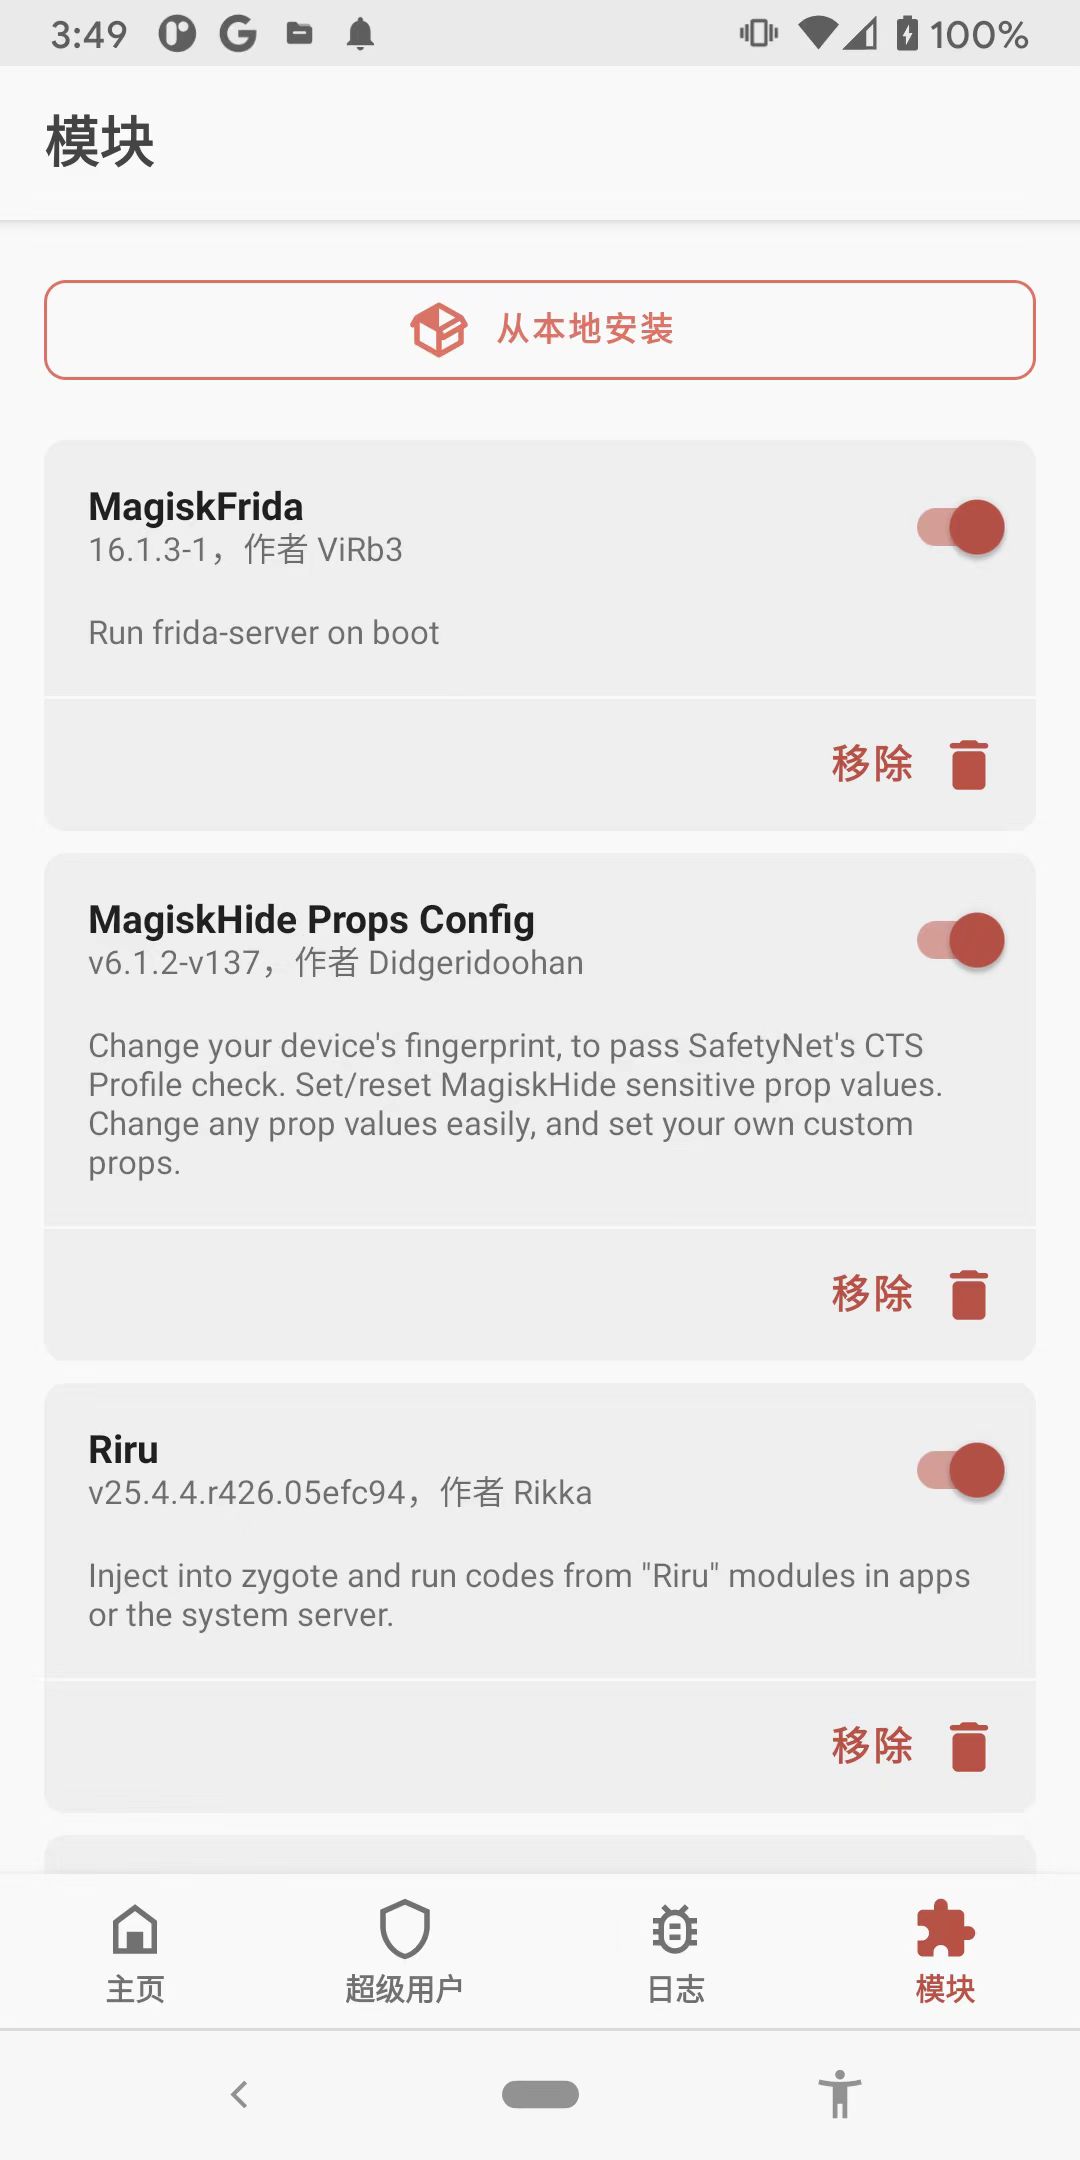 3:49
100%
模块
从本地安装
MagiskFrida
16.1.3-1，作者 ViRb3
Run frida-server on boot
移除
MagiskHide Props Config
v6.1.2-v137，作者 Didgeridoohan
Change your device's fingerprint, to pass SafetyNet's CTS
Profile check. Set/reset MagiskHide sensitive prop values.
Change any prop values easily, and set your own custom
props.
移除
Riru
v25.4.4.r426.05efc94，作者 Rikka
Inject into zygote and run codes from "Riru" modules in apps
or the system server.
移除
主页
超级用户
日志
模块